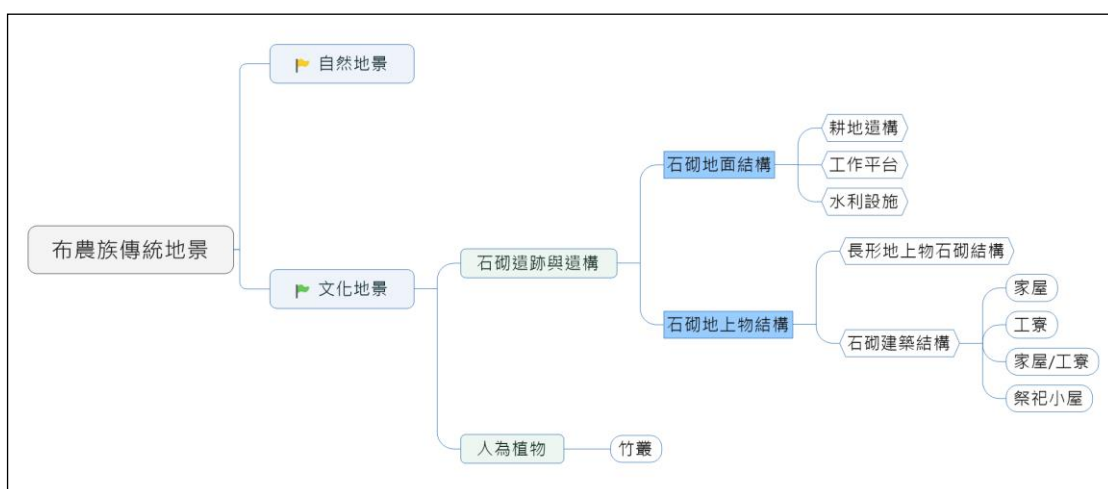 布農族傳統地景
自然地景
文化地景
石砌遺跡與遺構
石砌地面結構
耕地遺構
工作平台
水利設施
石砌地上物結構
長形地上物石砌結構
石砌建築結構
家屋
工寮
家屋/工寮
祭祀小屋
人為植物
竹叢